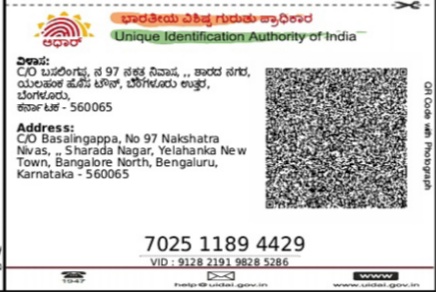 ಭಾರತೀಯ ವಿಶಿಷ್ಟ ಗುರುತು ಪ್ರಾಧಿಕಾರ
Unique Identification Authority of India
ಆಧಾರ್
ವಿಳಾಸ:
C/O ಬಸಲಿಂಗಪ್ಪ, ನ 97 ನಕ್ಷತ್ರ ನಿವಾಸ, ,, ಶಾರದ ನಗರ,
ಯಲಹಂಕ ಹೊಸ ಟೌನ್, ಬೆಂಗಳೂರು ಉತ್ತರ,
ಬೆಂಗಳೂರು,
ಕರ್ನಾಟಕ - 560065
Address:
C/O Basalingappa, No 97 Nakshatra
Nivas, ,, Sharada Nagar, Yelahanka New
Town, Bangalore North, Bengaluru,
Karnataka - 560065
QR Code with Photograph
7025 1189 4429
VID : 9128 2191 9828 5286
1947
help@uidai.gov.in
www
www.uidai.gov.in